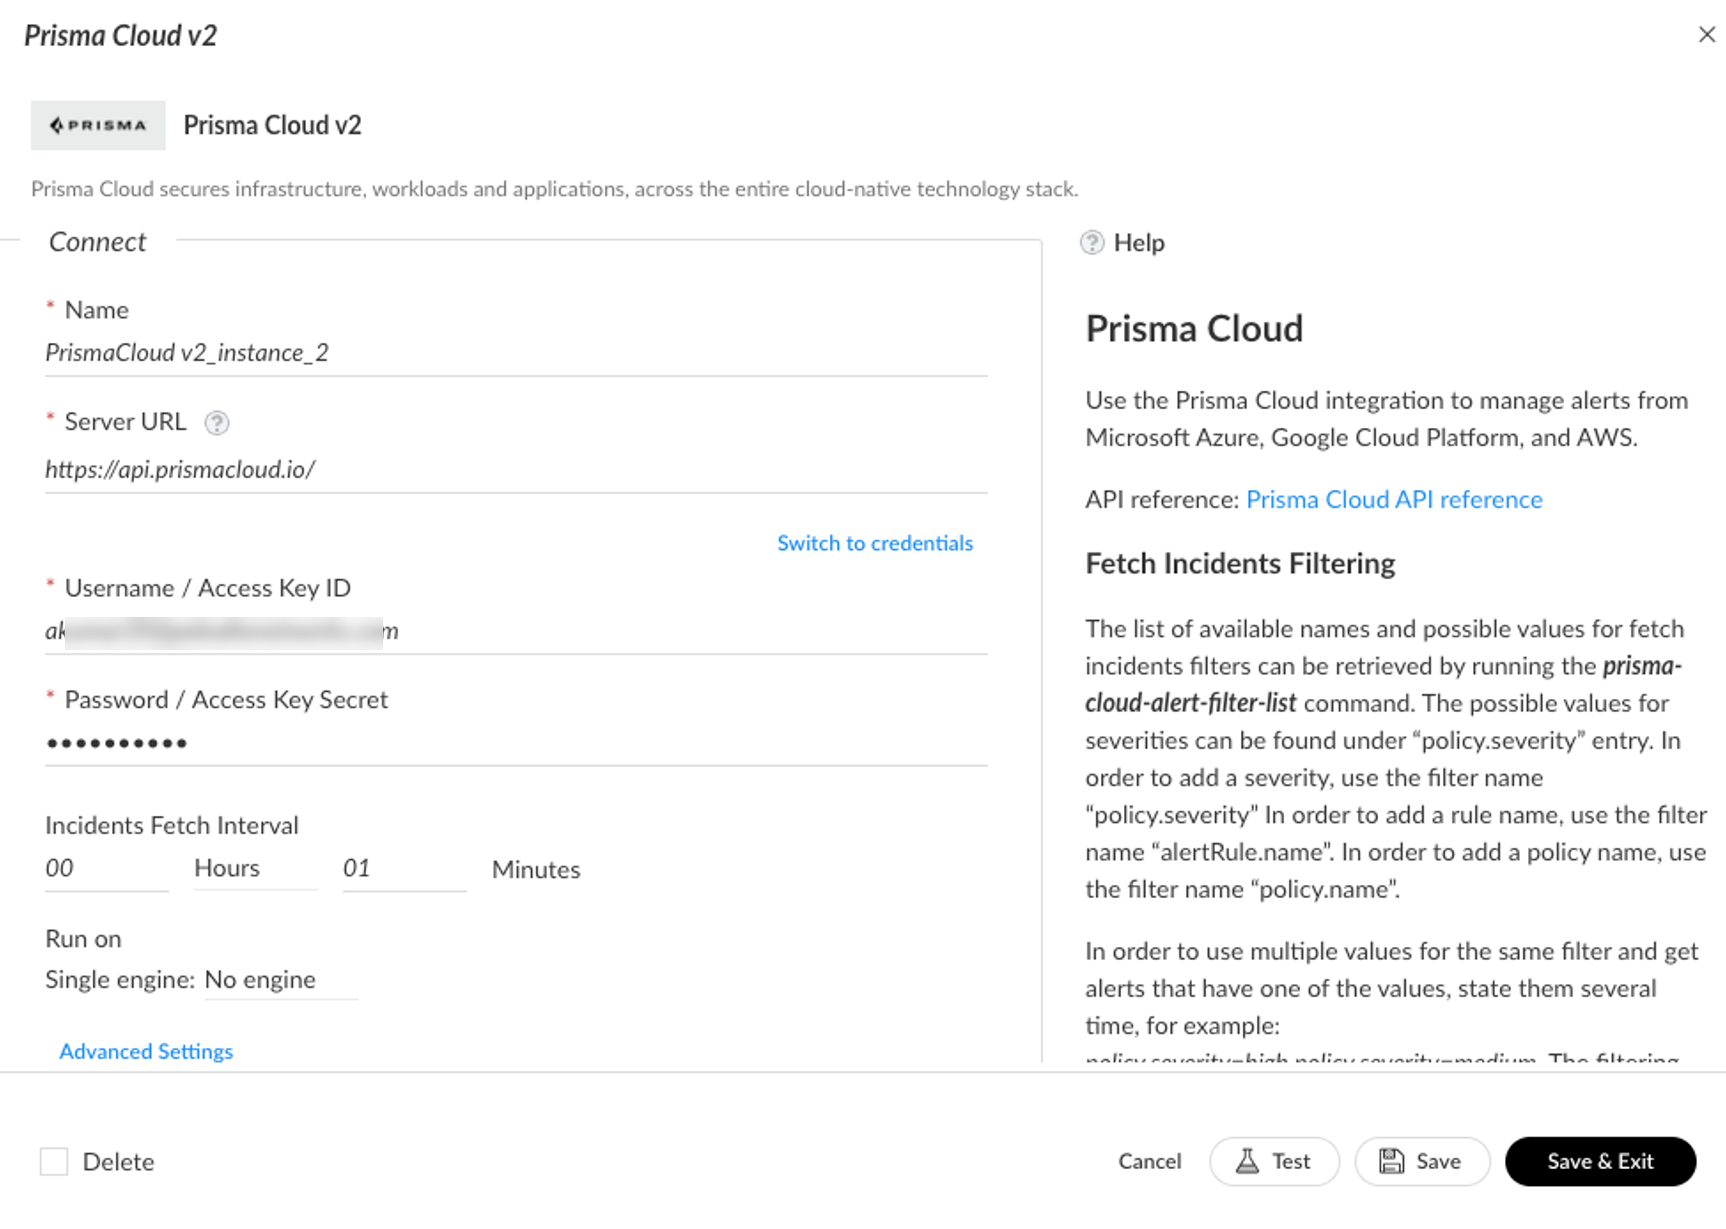 Prisma Cloud v2
PRISMA
Prisma Cloud v2
Prisma Cloud secures infrastructure, workloads and applications, across the entire cloud-native technology stack.
Connect
* Name
PrismaCloud v2_instance_2
* Server URL ?
https://api.prismacloud.io/
Switch to credentials
* Username / Access Key ID
* Password / Access Key Secret
••••••••••
Incidents Fetch Interval
00 Hours 01 Minutes
Run on
Single engine: No engine
Advanced Settings
? Help
Prisma Cloud
Use the Prisma Cloud integration to manage alerts from
Microsoft Azure, Google Cloud Platform, and AWS.
API reference: Prisma Cloud API reference
Fetch Incidents Filtering
The list of available names and possible values for fetch
incidents filters can be retrieved by running the prisma-
cloud-alert-filter-list command. The possible values for
severities can be found under “policy.severity” entry. In
order to add a severity, use the filter name
“policy.severity” In order to add a rule name, use the filter
name “alertRule.name”. In order to add a policy name, use
the filter name “policy.name”.
In order to use multiple values for the same filter and get
alerts that have one of the values, state them several
time, for example:
policy.severity=high,policy.severity=medium. The filtering
Delete
Cancel
Test
Save
Save & Exit